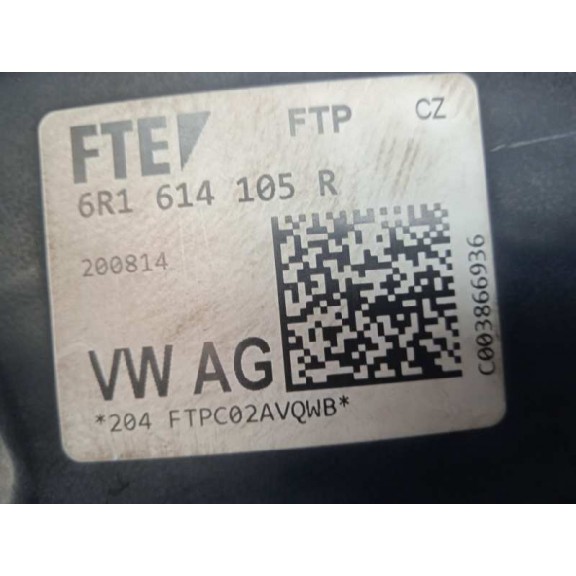 FTE FTP CZ
6R1 614 105 R
200814
VW AG
*204 FTPC02AVQWB*
C003866936